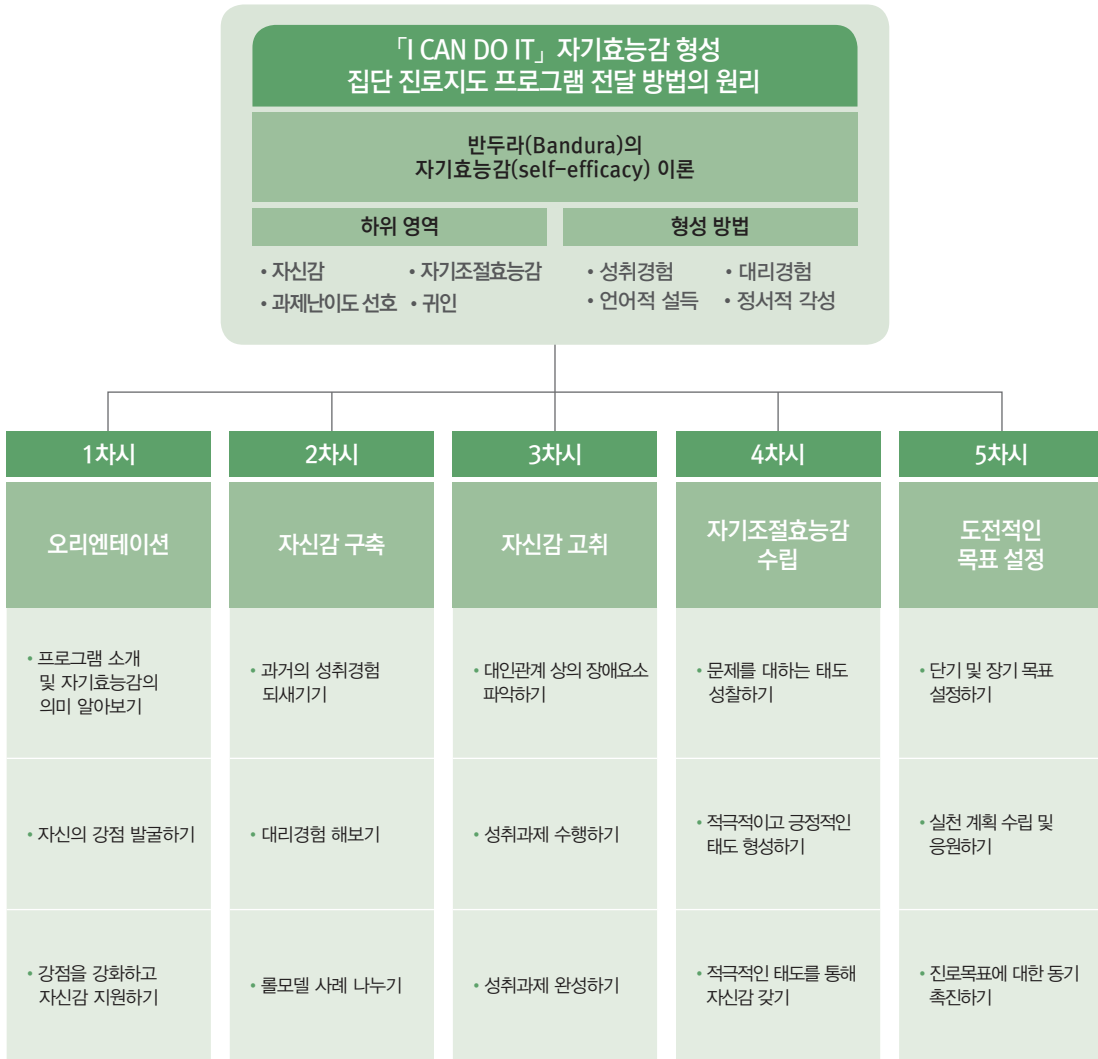 「I CAN DO IT」 자기효능감 형성
집단 진로지도 프로그램 전달 방법의 원리
반두라(Bandura)의
자기효능감(self-efficacy) 이론
하위 영역
• 자신감 • 자기조절효능감
• 과제난이도 선호 • 귀인
형성 방법
• 성취경험 • 대리경험
• 언어적 설득 • 정서적 각성
1차시
오리엔테이션
• 프로그램 소개
및 자기효능감의
의미 알아보기
• 자신의 강점 발굴하기
• 강점을 강화하고
자신감 지원하기
2차시
자신감 구축
• 과거의 성취경험
되새기기
• 대리경험 해보기
• 롤모델 사례 나누기
3차시
자신감 고취
• 대인관계 상의 장애요소
파악하기
• 성취과제 수행하기
• 성취과제 완성하기
4차시
자기조절효능감
수립
• 문제를 대하는 태도
성찰하기
• 적극적이고 긍정적인
태도 형성하기
• 적극적인 태도를 통해
자신감 갖기
5차시
도전적인
목표 설정
• 단기 및 장기 목표
설정하기
• 실천 계획 수립 및
응원하기
• 진로목표에 대한 동기
촉진하기